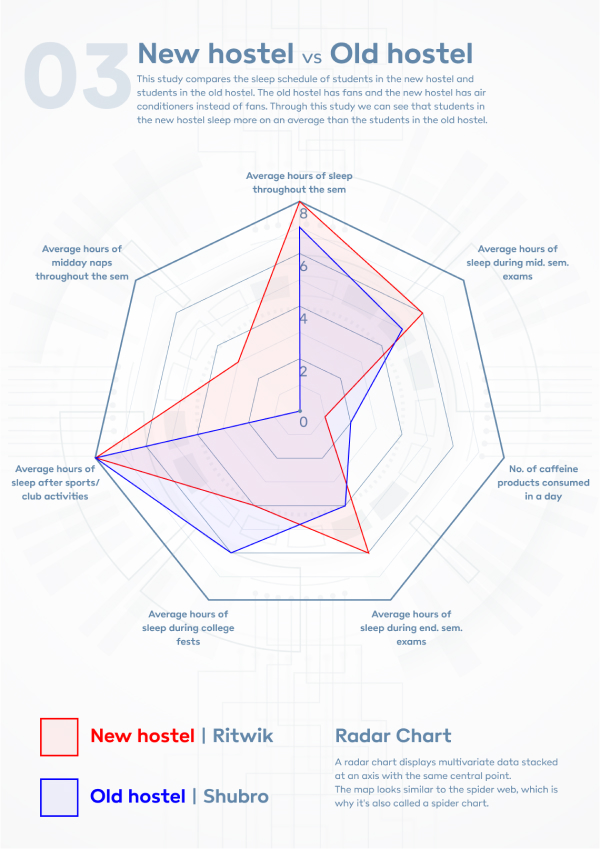 03
New hostel vs Old hostel
This study compares the sleep schedule of students in the new hostel and
students in the old hostel. The old hostel has fans and the new hostel has air
conditioners instead of fans. Through this study we can see that students in
the new hostel sleep more on an average than the students in the old hostel.
Average hours of sleep
throughout the sem
Average hours of
midday naps
throughout the sem
Average hours of
sleep during mid. sem.
exams
8
6
4
2
0
Average hours of
sleep after sports/
club activities
No. of caffeine
products consumed
in a day
Average hours of
sleep during college
fests
Average hours of
sleep during end. sem.
exams
New hostel | Ritwik
Old hostel | Shubro
Radar Chart
A radar chart displays multivariate data stacked
at an axis with the same central point.
The map looks similar to the spider web, which is
why it's also called a spider chart.